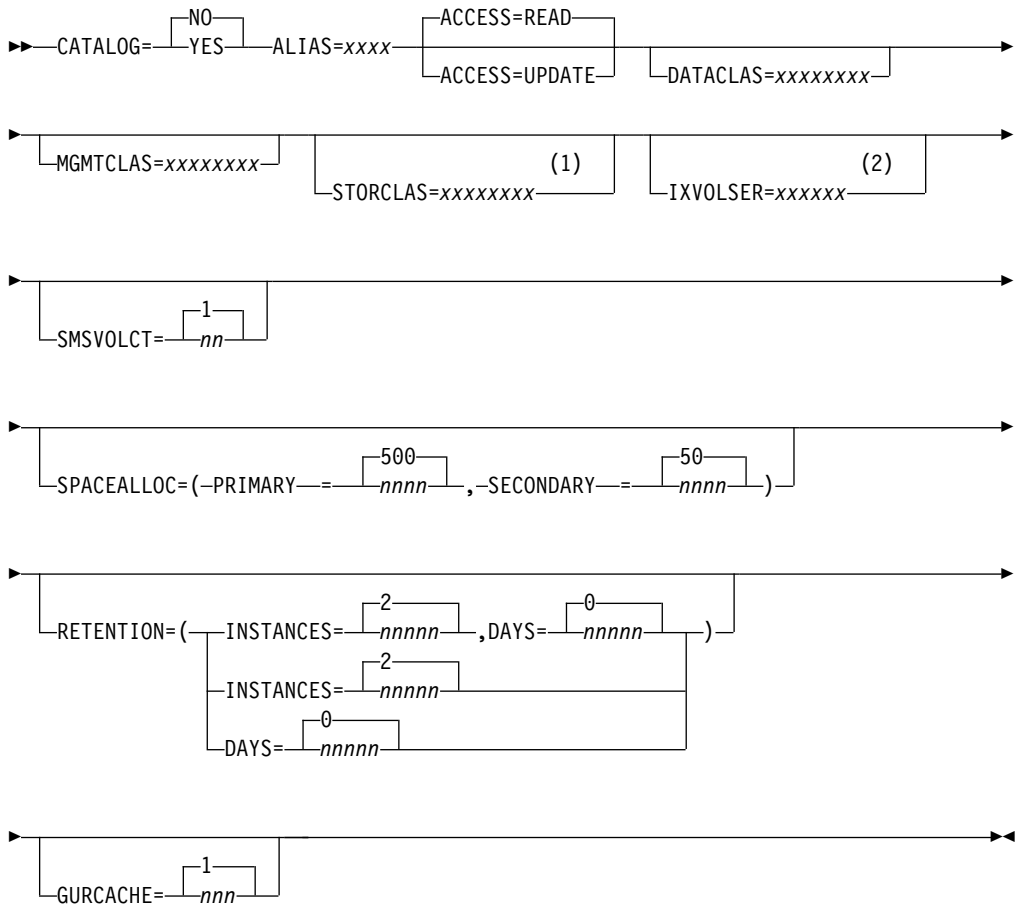 NO
ACCESS=READ
CATALOG= YES ALIAS=xxxx
ACCESS=UPDATE
DATACLAS=xxxxxxxx
MGMTCLAS=xxxxxxxx
(1)
STORCLAS=xxxxxxxx
(2)
IXVOLSER=xxxxxx
1
SMSVOLCT= nn
500
50
SPACEALLOC=( PRIMARY = nnnn , SECONDARY = nnnn )
2
0
RETENTION=( INSTANCES= nnnnn ,DAYS= nnnnn )
2
INSTANCES= nnnnn
0
DAYS= nnnnn
1
GURCACHE= nnn